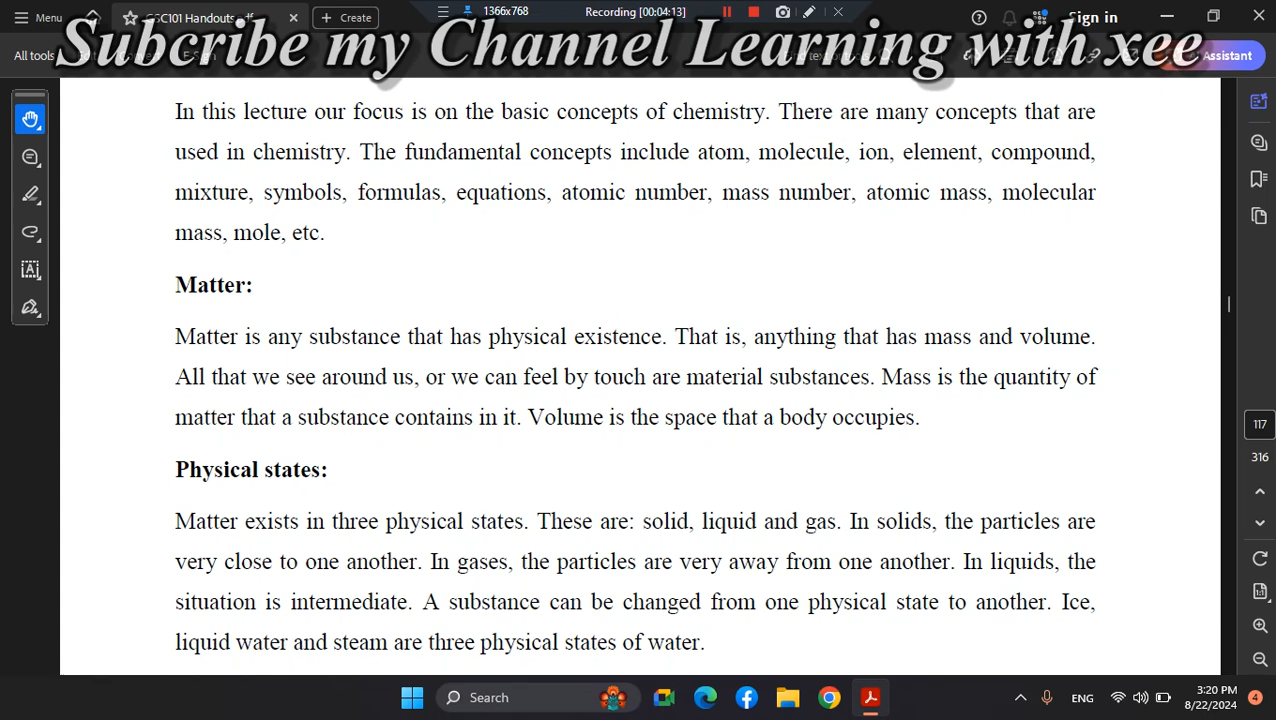 Menu
GSC101 Handouts.pdf
Create
1366x768
Recording [00:04:13]
Sign in
Subcribe my Channel Learning with xee
All tools
Assistant
In this lecture our focus is on the basic concepts of chemistry. There are many concepts that are
used in chemistry. The fundamental concepts include atom, molecule, ion, element, compound,
mixture, symbols, formulas, equations, atomic number, mass number, atomic mass, molecular
mass, mole, etc.
Matter:
Matter is any substance that has physical existence. That is, anything that has mass and volume.
All that we see around us, or we can feel by touch are material substances. Mass is the quantity of
matter that a substance contains in it. Volume is the space that a body occupies.
Physical states:
Matter exists in three physical states. These are: solid, liquid and gas. In solids, the particles are
very close to one another. In gases, the particles are very away from one another. In liquids, the
situation is intermediate. A substance can be changed from one physical state to another. Ice,
liquid water and steam are three physical states of water.
117
316
Search
ENG
3:20 PM
8/22/2024
4